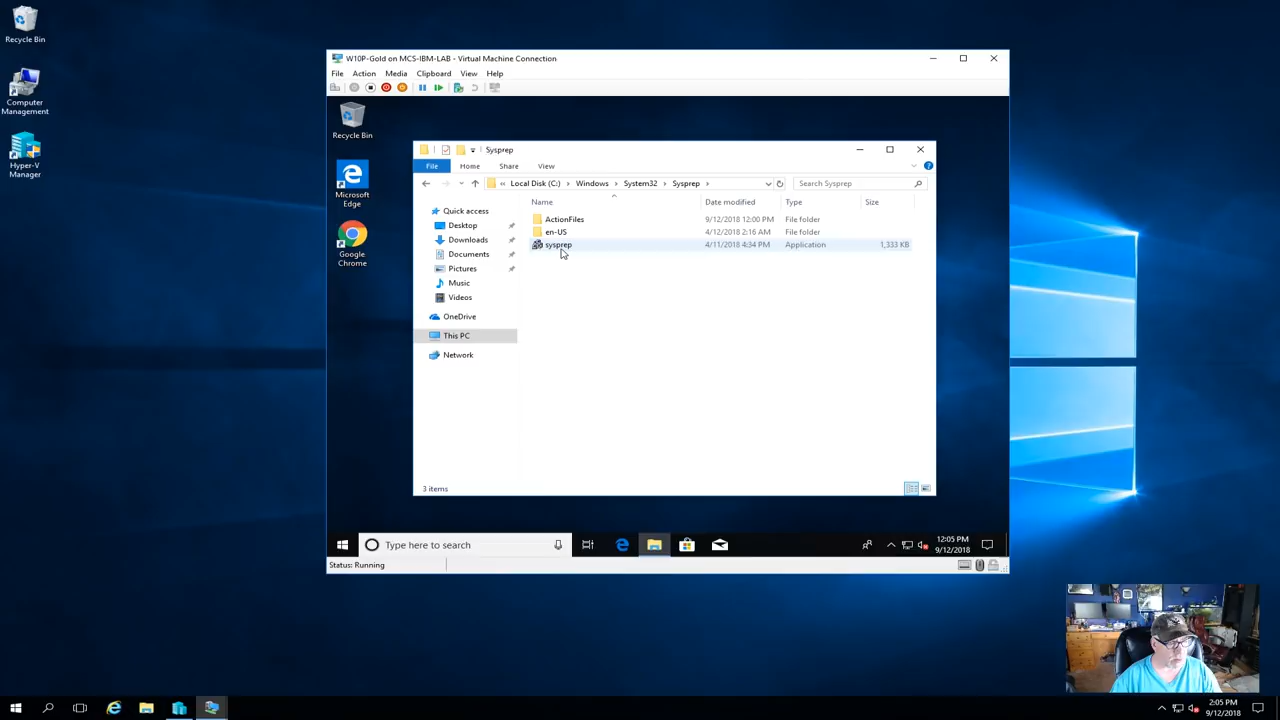 Recycle Bin
Computer
Management
Hyper-V
Manager
W10P-Gold on MCS-IBM-LAB - Virtual Machine Connection
File Action Media Clipboard View Help
Recycle Bin
Microsoft
Edge
Google
Chrome
Sysprep
File Home Share View
« Local Disk (C:) › Windows › System32 › Sysprep ›
Search Sysprep
Name Date modified Type Size
Quick access
Desktop
Downloads
Documents
Pictures
Music
Videos
OneDrive
This PC
Network
ActionFiles 9/12/2018 12:00 PM File folder
en-US 4/12/2018 2:16 AM File folder
sysprep 4/11/2018 4:34 PM Application 1,333 KB
3 items
Type here to search
12:05 PM
9/12/2018
Status: Running
2:05 PM
9/12/2018